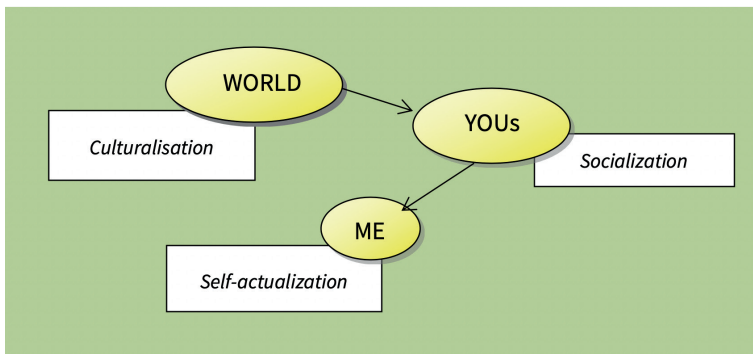 WORLD
Culturalisation
YOUs
Socialization
ME
Self-actualization